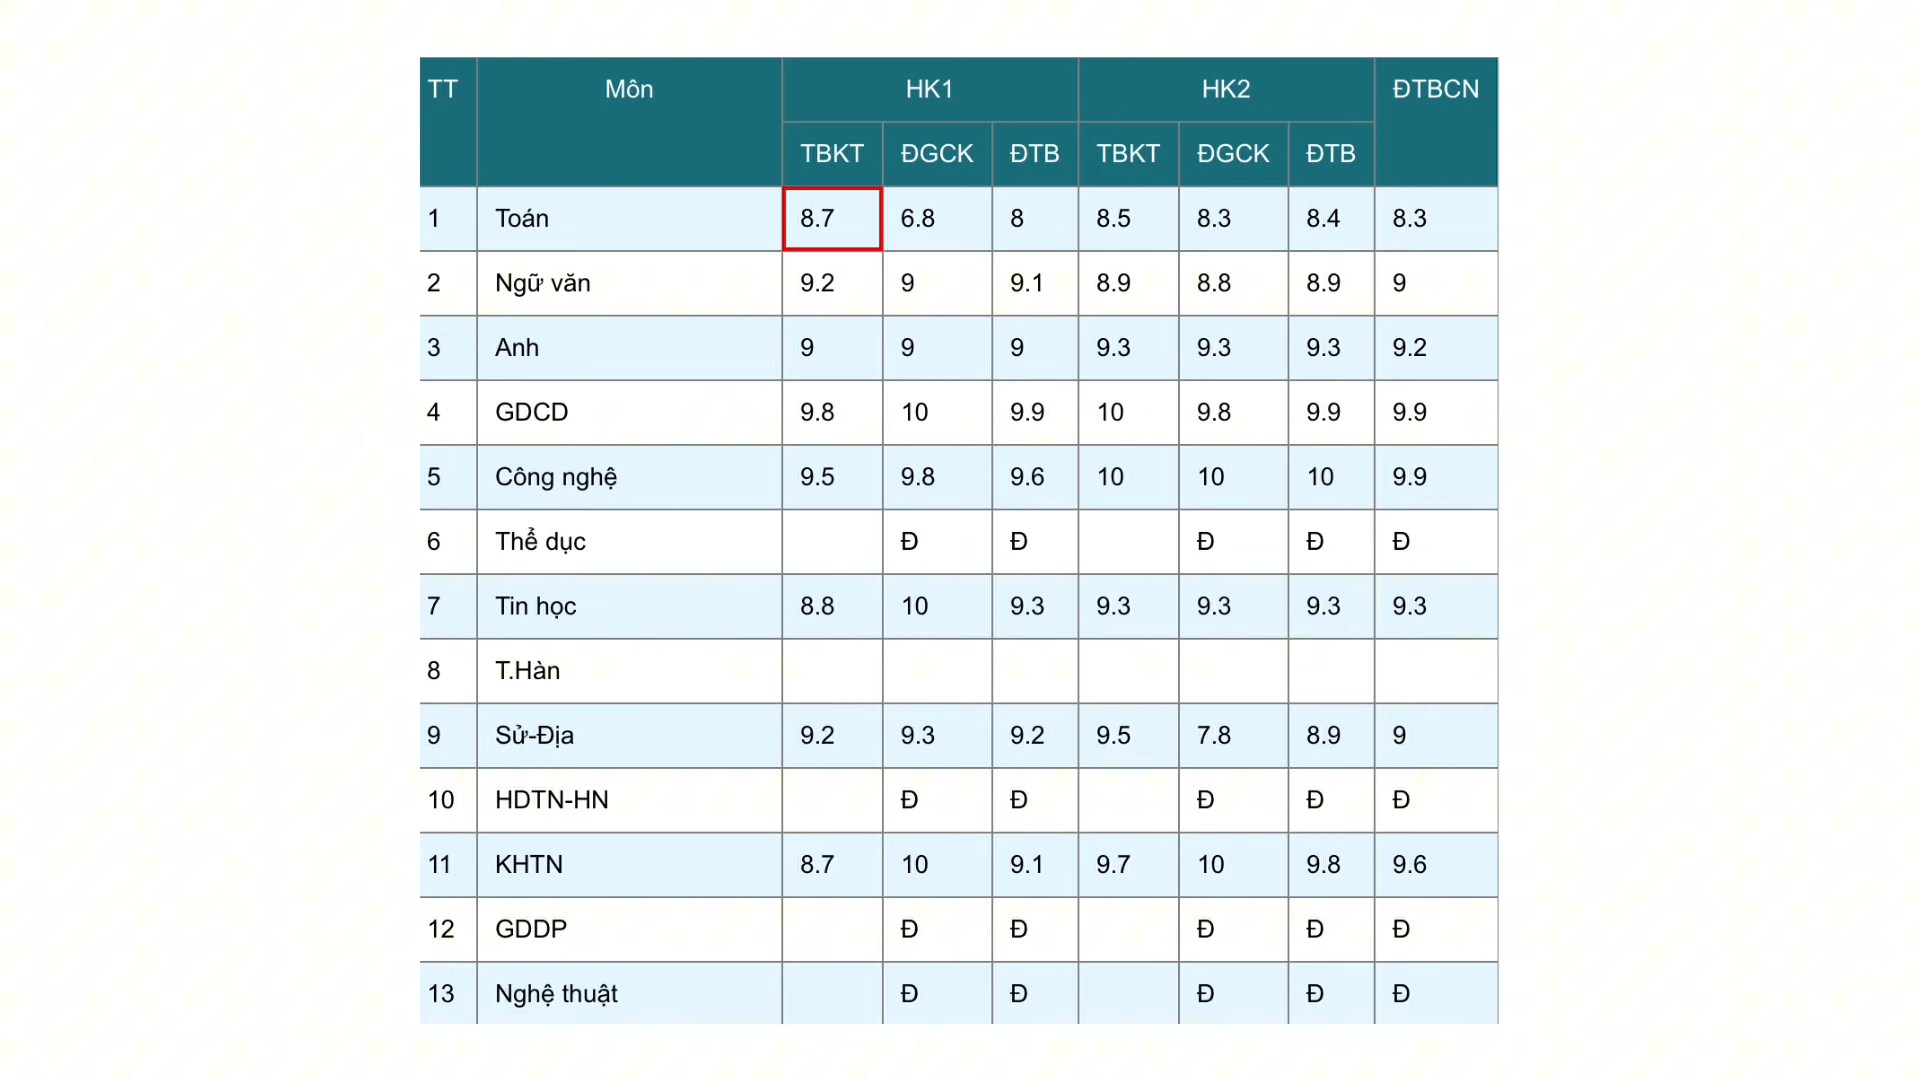 TT Môn HK1 HK2 ĐTBCN
TBKT ĐGCK ĐTB TBKT ĐGCK ĐTB
1 Toán 8.7 6.8 8 8.5 8.3 8.4 8.3
2 Ngữ văn 9.2 9 9.1 8.9 8.8 8.9 9
3 Anh 9 9 9 9.3 9.3 9.3 9.2
4 GDCD 9.8 10 9.9 10 9.8 9.9 9.9
5 Công nghệ 9.5 9.8 9.6 10 10 10 9.9
6 Thể dục Đ Đ Đ Đ Đ
7 Tin học 8.8 10 9.3 9.3 9.3 9.3 9.3
8 T.Hàn
9 Sử-Địa 9.2 9.3 9.2 9.5 7.8 8.9 9
10 HDTN-HN Đ Đ Đ Đ Đ
11 KHTN 8.7 10 9.1 9.7 10 9.8 9.6
12 GDDP Đ Đ Đ Đ Đ
13 Nghệ thuật Đ Đ Đ Đ Đ